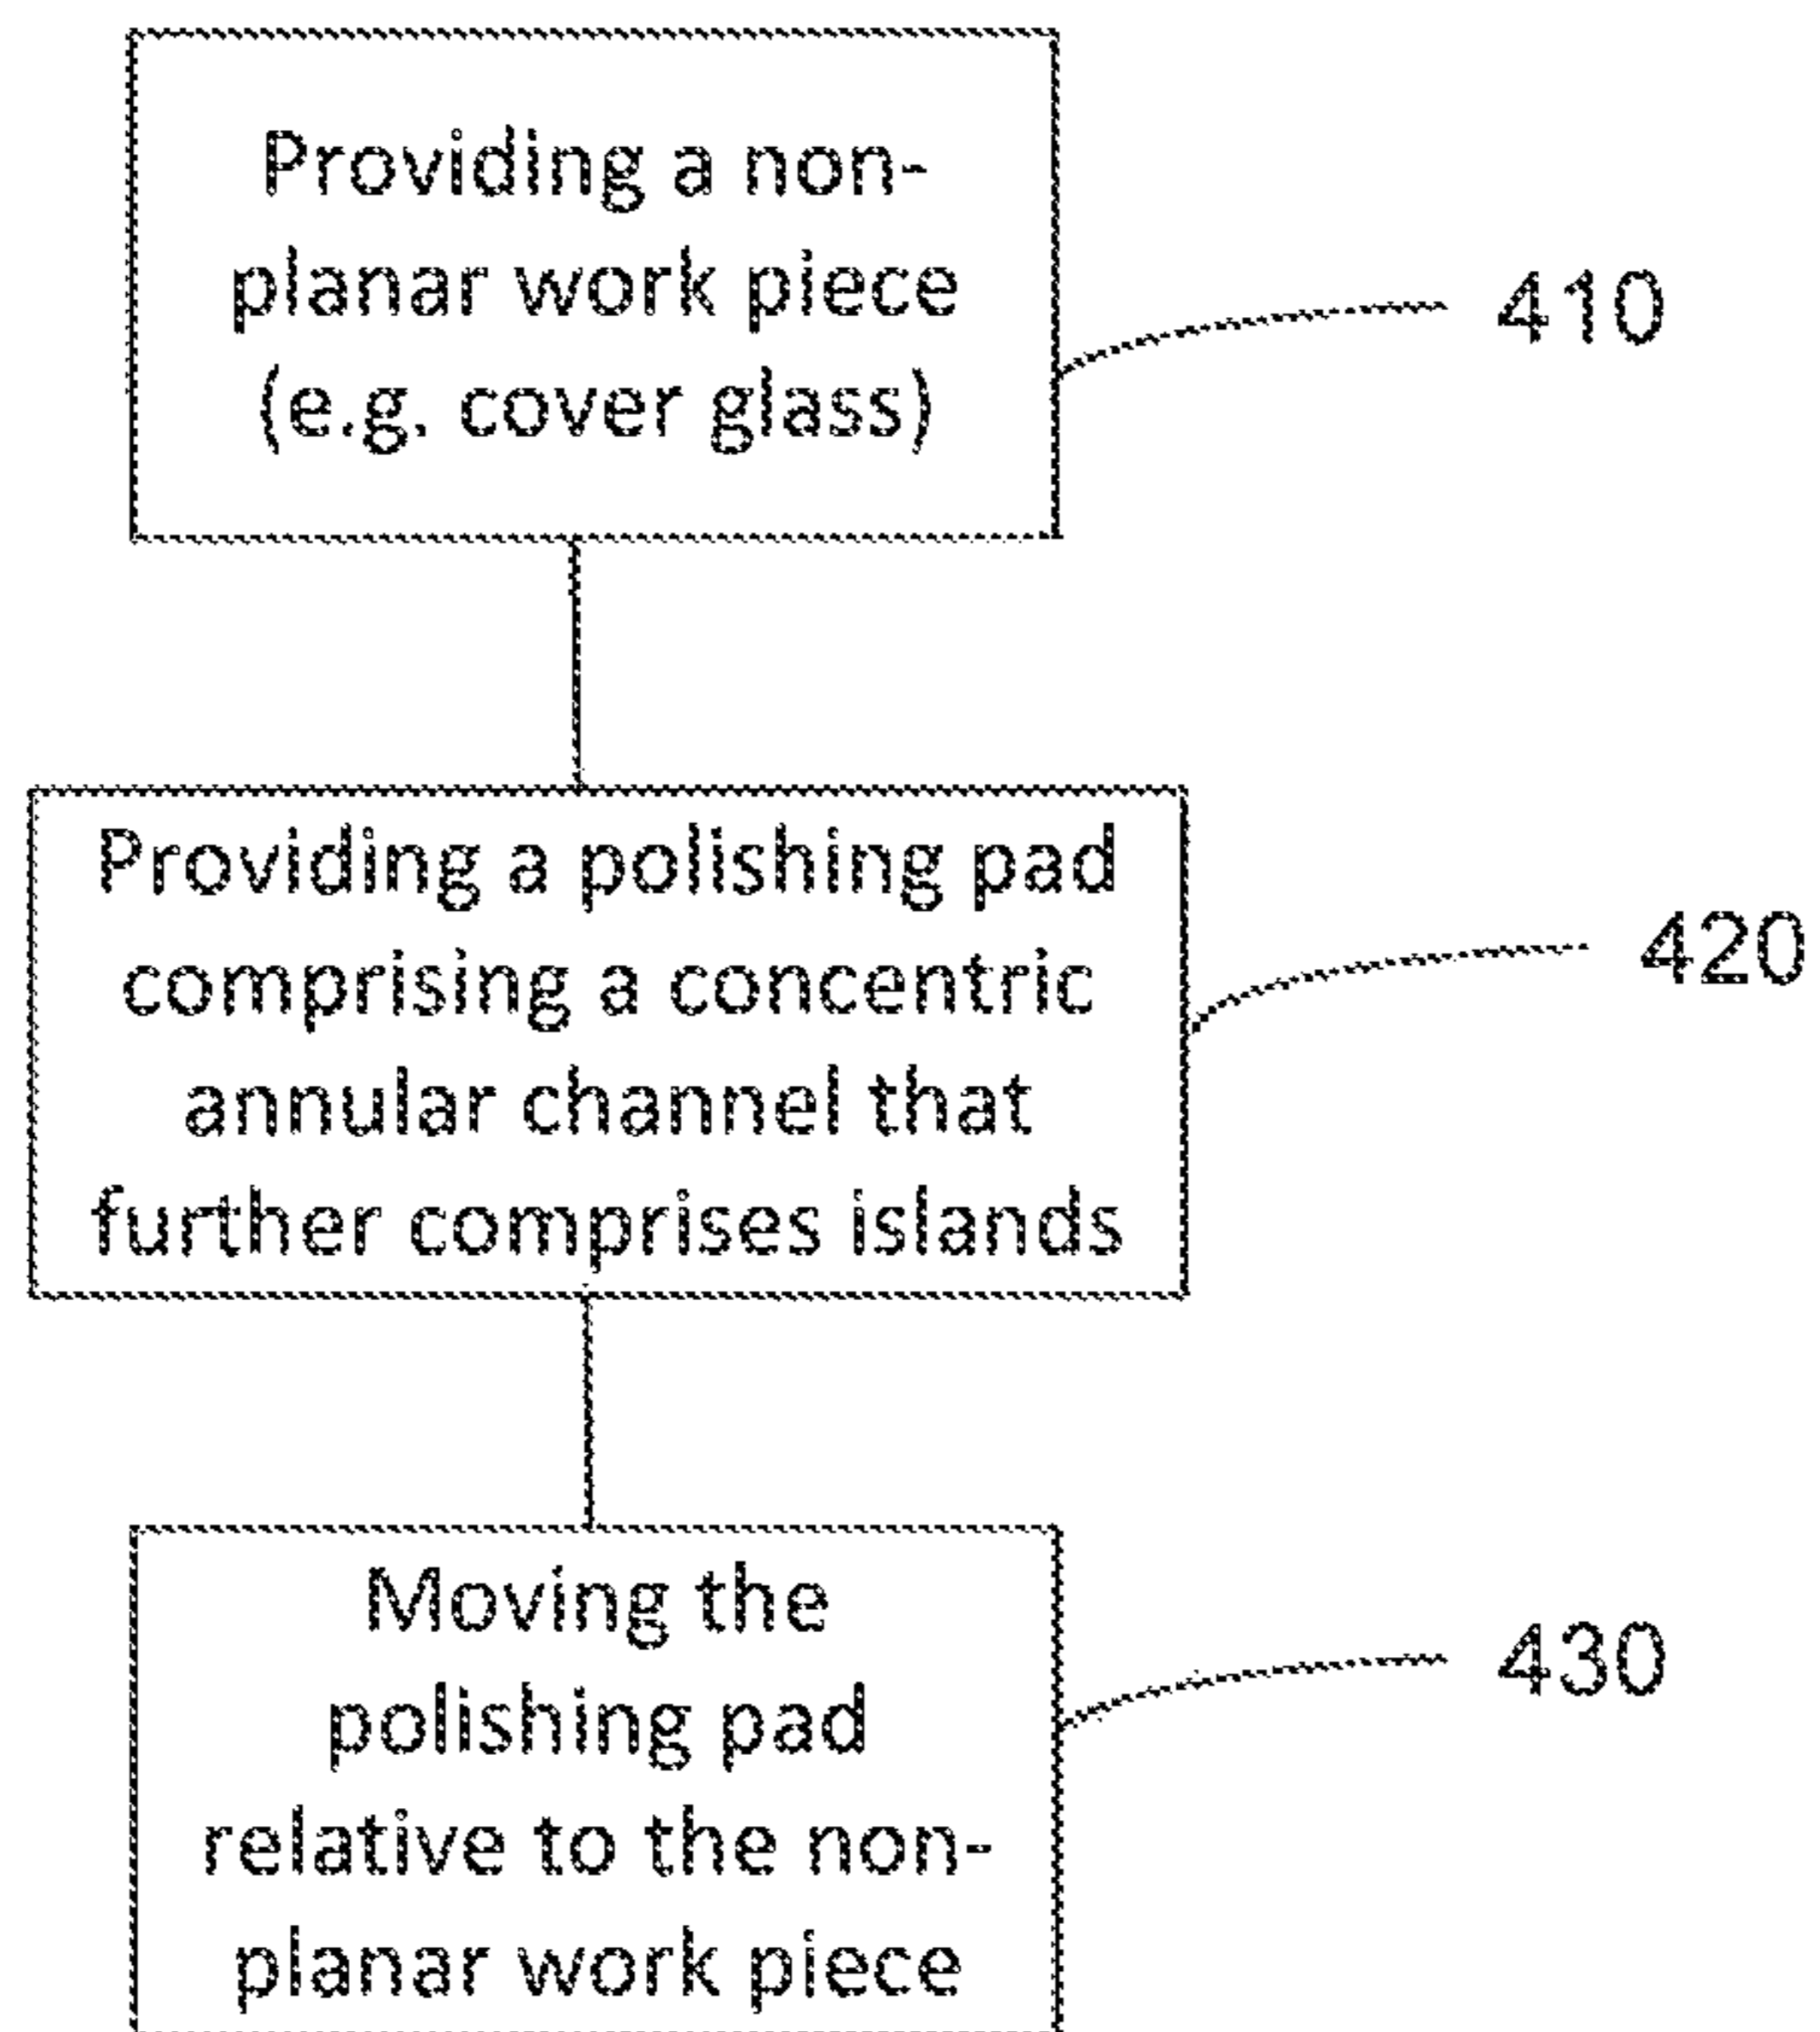 Providing a non-
planar work piece
(e.g. cover glass)
410
Providing a polishing pad
comprising a concentric
annular channel that
further comprises islands
420
Moving the
polishing pad
relative to the non-
planar work piece
430